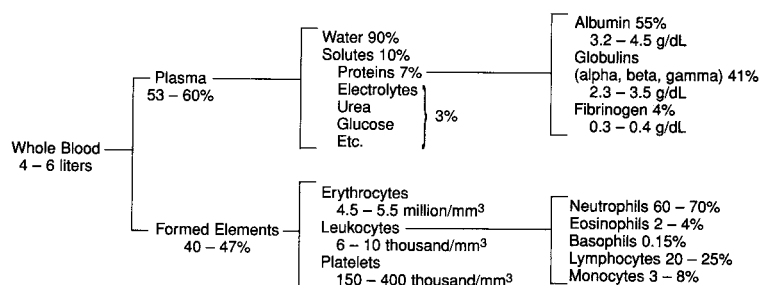 Whole Blood
4 – 6 liters
Plasma
53 – 60%
Water 90%
Solutes 10%
Proteins 7%
Electrolytes
Urea
Glucose
Etc.
3%
Albumin 55%
3.2 – 4.5 g/dL
Globulins
(alpha, beta, gamma) 41%
2.3 – 3.5 g/dL
Fibrinogen 4%
0.3 – 0.4 g/dL
Formed Elements
40 – 47%
Erythrocytes
4.5 – 5.5 million/mm³
Leukocytes
6 – 10 thousand/mm³
Platelets
150 – 400 thousand/mm³
Neutrophils 60 – 70%
Eosinophils 2 – 4%
Basophils 0.15%
Lymphocytes 20 – 25%
Monocytes 3 – 8%